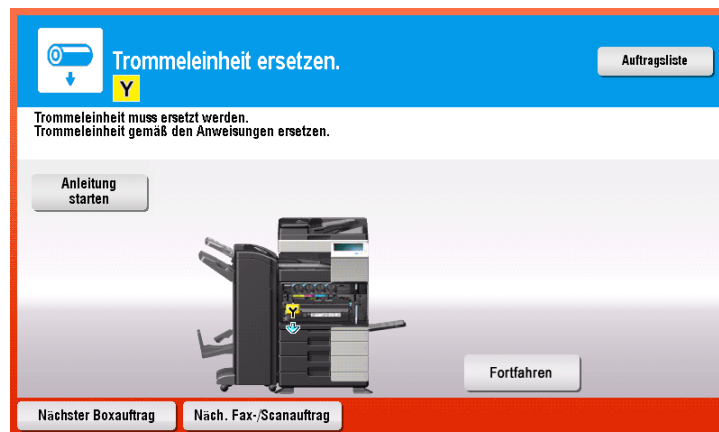 Trommeleinheit ersetzen.
Y
Auftragsliste
Trommeleinheit muss ersetzt werden.
Trommeleinheit gemäß den Anweisungen ersetzen.
Anleitung
starten
Y
Fortfahren
Nächster Boxauftrag
Näch. Fax-/Scanauftrag